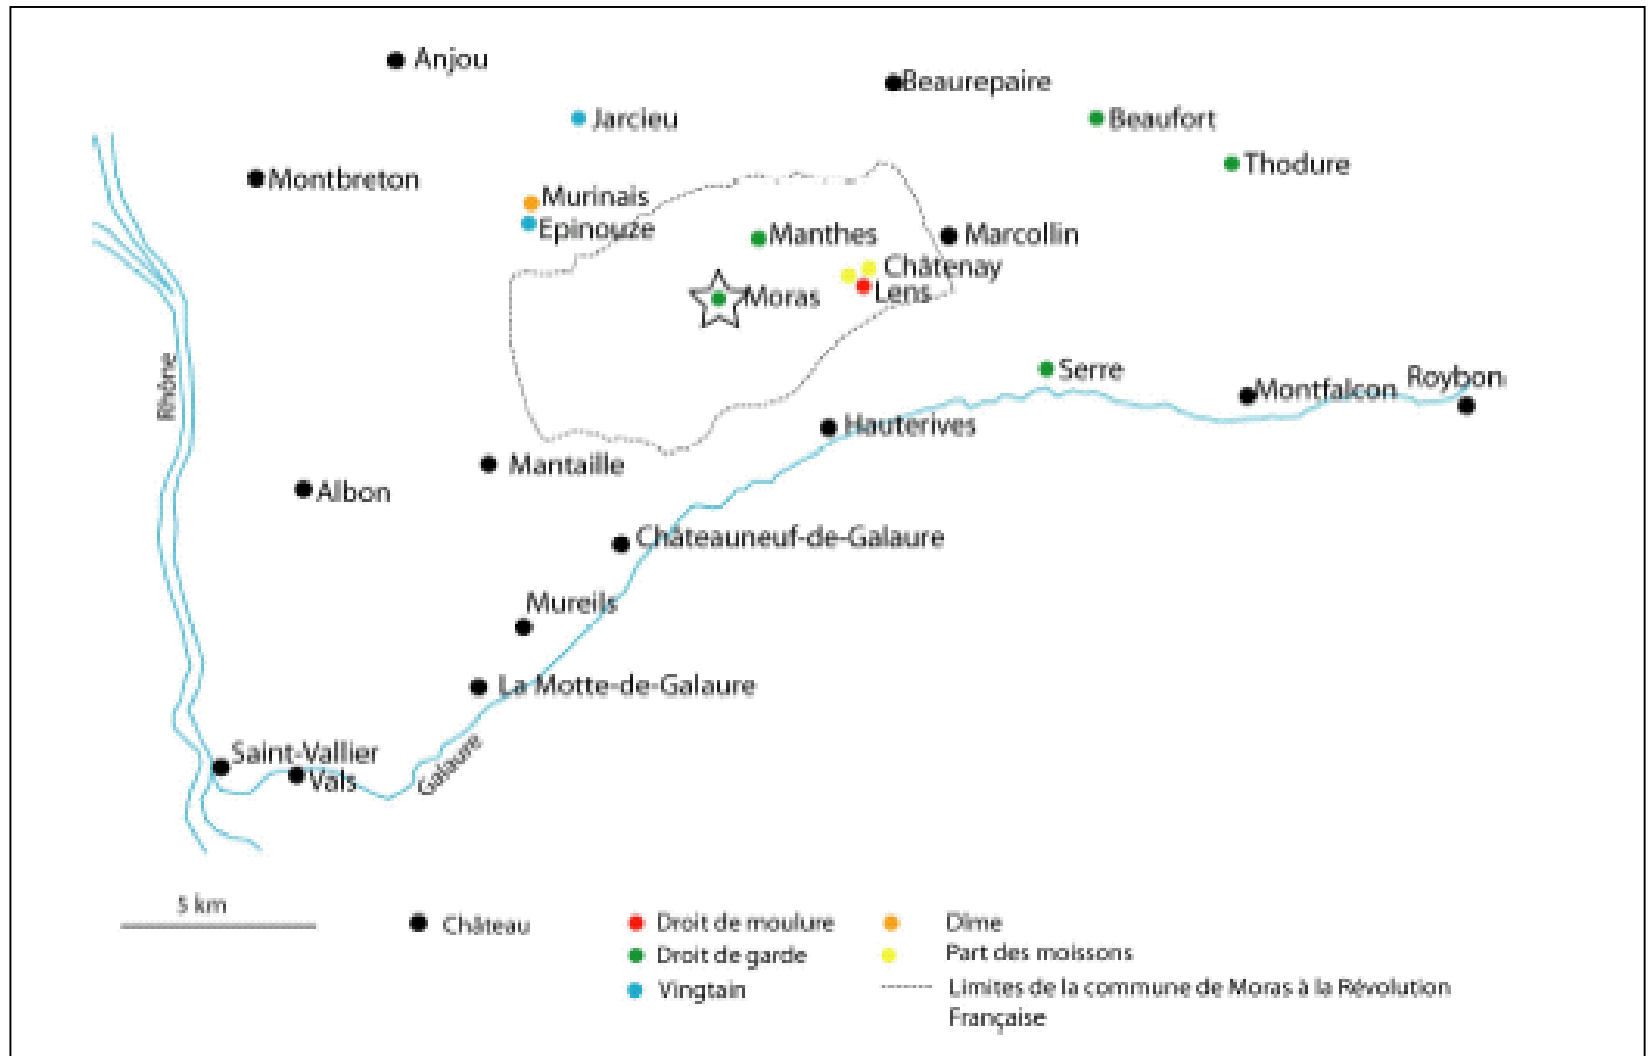 Anjou
Beaurepaire
Jarcieu
Beaufort
Thodure
Montbreton
Murinais
Epinouze
Manthes
Marcollin
Châtenay
Lens
Moras
Rhône
Serre
Montfalcon
Roybon
Hauterives
Mantaille
Albon
Châteauneuf-de-Galaure
Mureils
La Motte-de-Galaure
Galaure
Saint-Vallier
Vals
5 km
Château
Droit de moulure
Droit de garde
Vingtain
Dîme
Part des moissons
Limites de la commune de Moras à la Révolution
Française